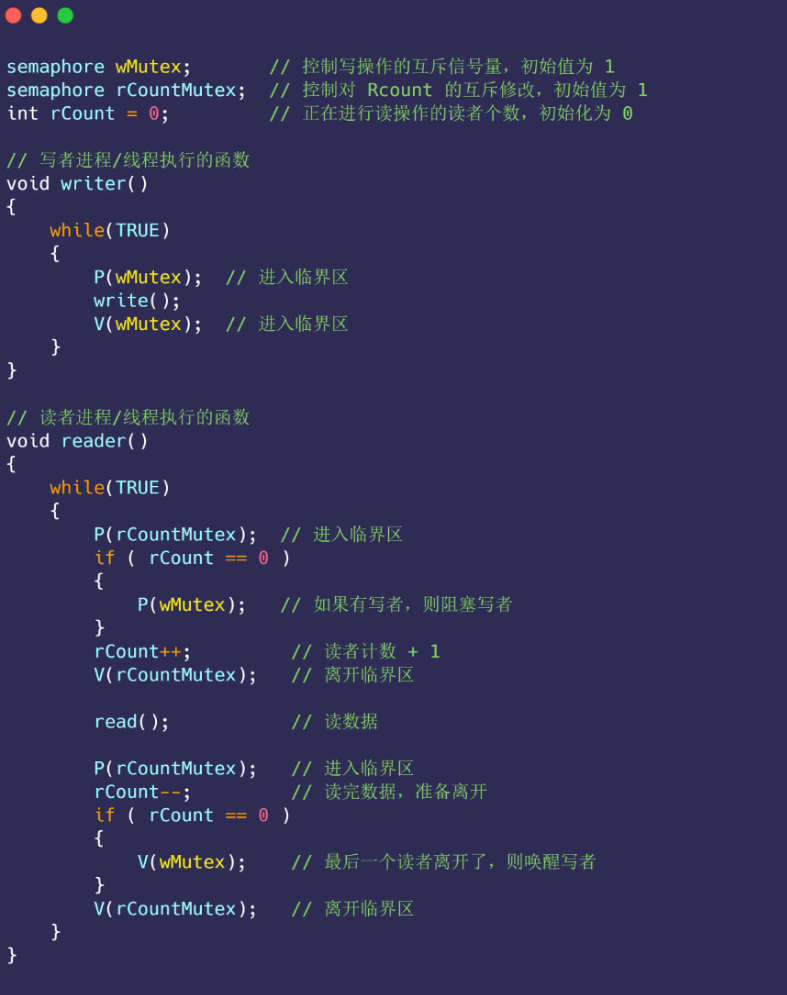 semaphore wMutex;       // 控制写操作的互斥信号量，初始值为 1
semaphore rCountMutex;  // 控制对 Rcount 的互斥修改，初始值为 1
int rCount = 0;         // 正在进行读操作的读者个数，初始化为 0

// 写者进程/线程执行的函数
void writer()
{
    while(TRUE)
    {
        P(wMutex);  // 进入临界区
        write();
        V(wMutex);  // 进入临界区
    }
}

// 读者进程/线程执行的函数
void reader()
{
    while(TRUE)
    {
        P(rCountMutex);  // 进入临界区
        if ( rCount == 0 )
        {
            P(wMutex);   // 如果有写者，则阻塞写者
        }
        rCount++;         // 读者计数 + 1
        V(rCountMutex);   // 离开临界区

        read();           // 读数据

        P(rCountMutex);   // 进入临界区
        rCount--;         // 读完数据，准备离开
        if ( rCount == 0 )
        {
            V(wMutex);    // 最后一个读者离开了，则唤醒写者
        }
        V(rCountMutex);   // 离开临界区
    }
}